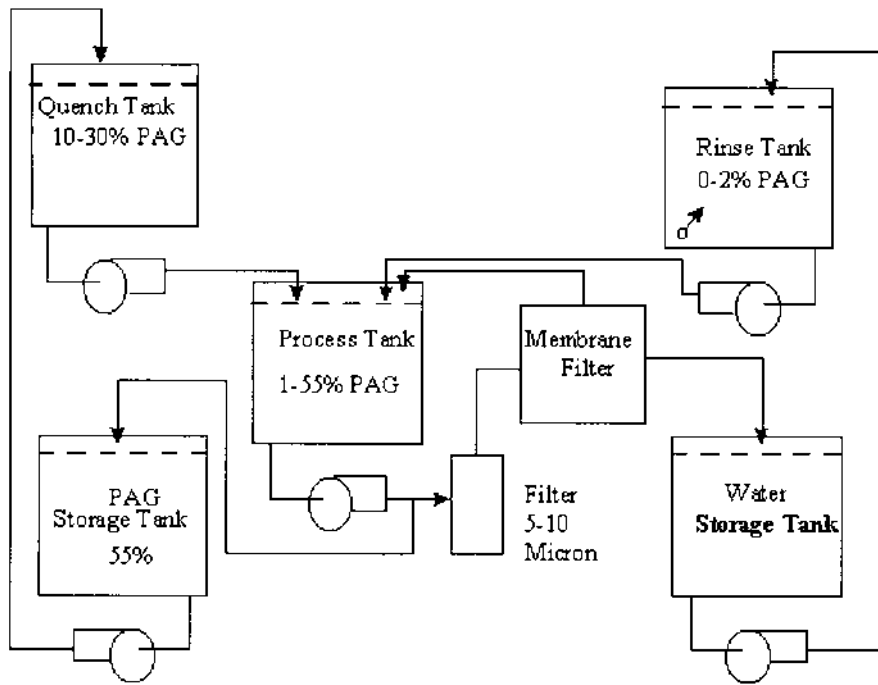 Quench Tank
10-30% PAG
Rinse Tank
0-2% PAG
Process Tank
1-55% PAG
Membrane
Filter
PAG
Storage Tank
55%
Filter
5-10
Micron
Water
Storage Tank